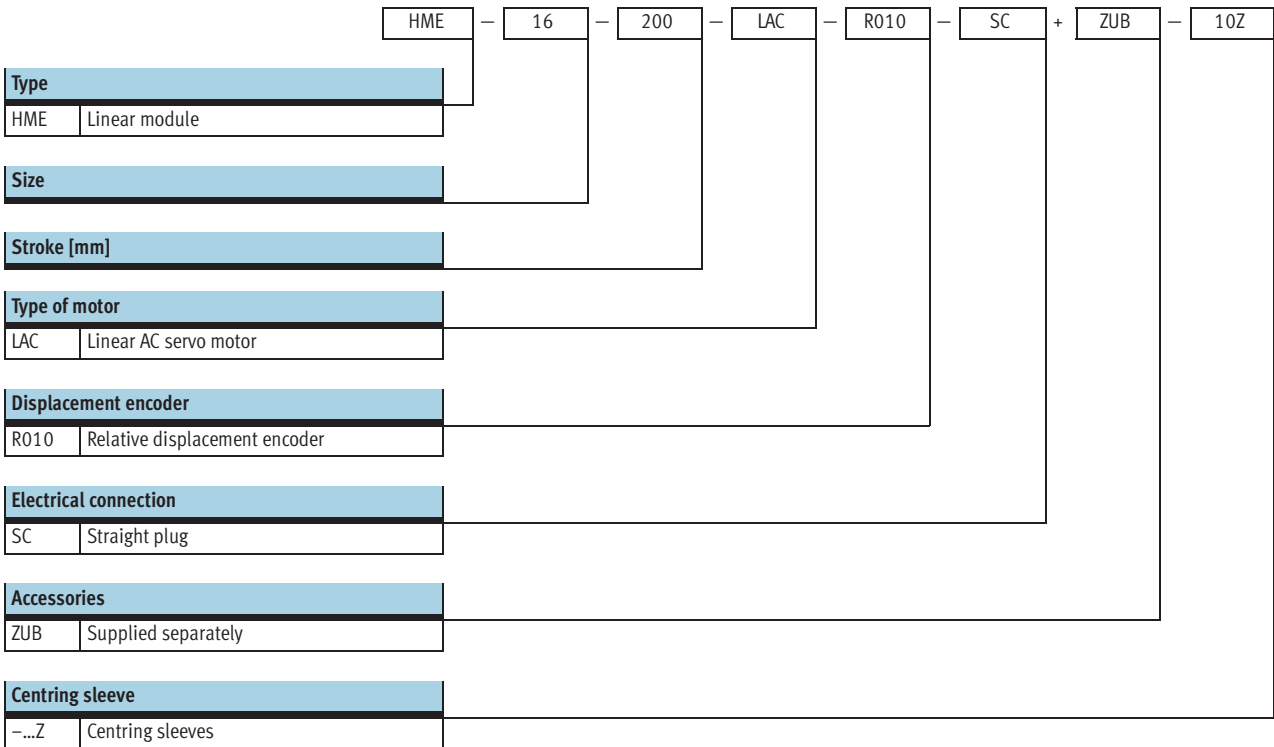 HME – 16 – 200 – LAC – R010 – SC + ZUB – 10Z
Type
HME Linear module
Size
Stroke [mm]
Type of motor
LAC Linear AC servo motor
Displacement encoder
R010 Relative displacement encoder
Electrical connection
SC Straight plug
Accessories
ZUB Supplied separately
Centring sleeve
–...Z Centring sleeves